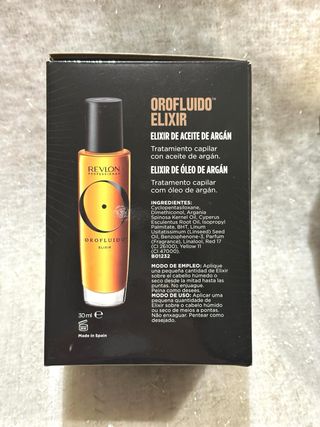 OROFLUIDO™
ELIXIR
ELIXIR DE ACEITE DE ARGÁN
Tratamiento capilar
con aceite de argán.
ELIXIR DE ÓLEO DE ARGÁN
Tratamento capilar
com óleo de argán.
INGREDIENTES:
Cyclopentasiloxane,
Dimethiconol, Argania
Spinosa Kernel Oil, Cyperus
Esculentus Root Oil, Isopropyl
Palmitate, BHT, Linum
Usitatissimum (Linseed) Seed
Oil, Benzophenone-3, Parfum
(Fragrance), Linalool, Red 17
(CI 26100), Yellow 11
(CI 47000).
B01232
MODO DE EMPLEO: Aplique
una pequeña cantidad de Elixir
sobre el cabello húmedo o
seco desde la mitad hasta las
puntas. No enjuague.
Peina como desees.
MODO DE USO: Aplicar uma
pequena quantidade de
Elixir sobre o cabelo húmido
ou seco de meios a pontas.
Não enxaguar. Pentear como
desejado.
REVLON
PROFESSIONAL
OROFLUIDO
ELIXIR
30 ml e
Made in Spain